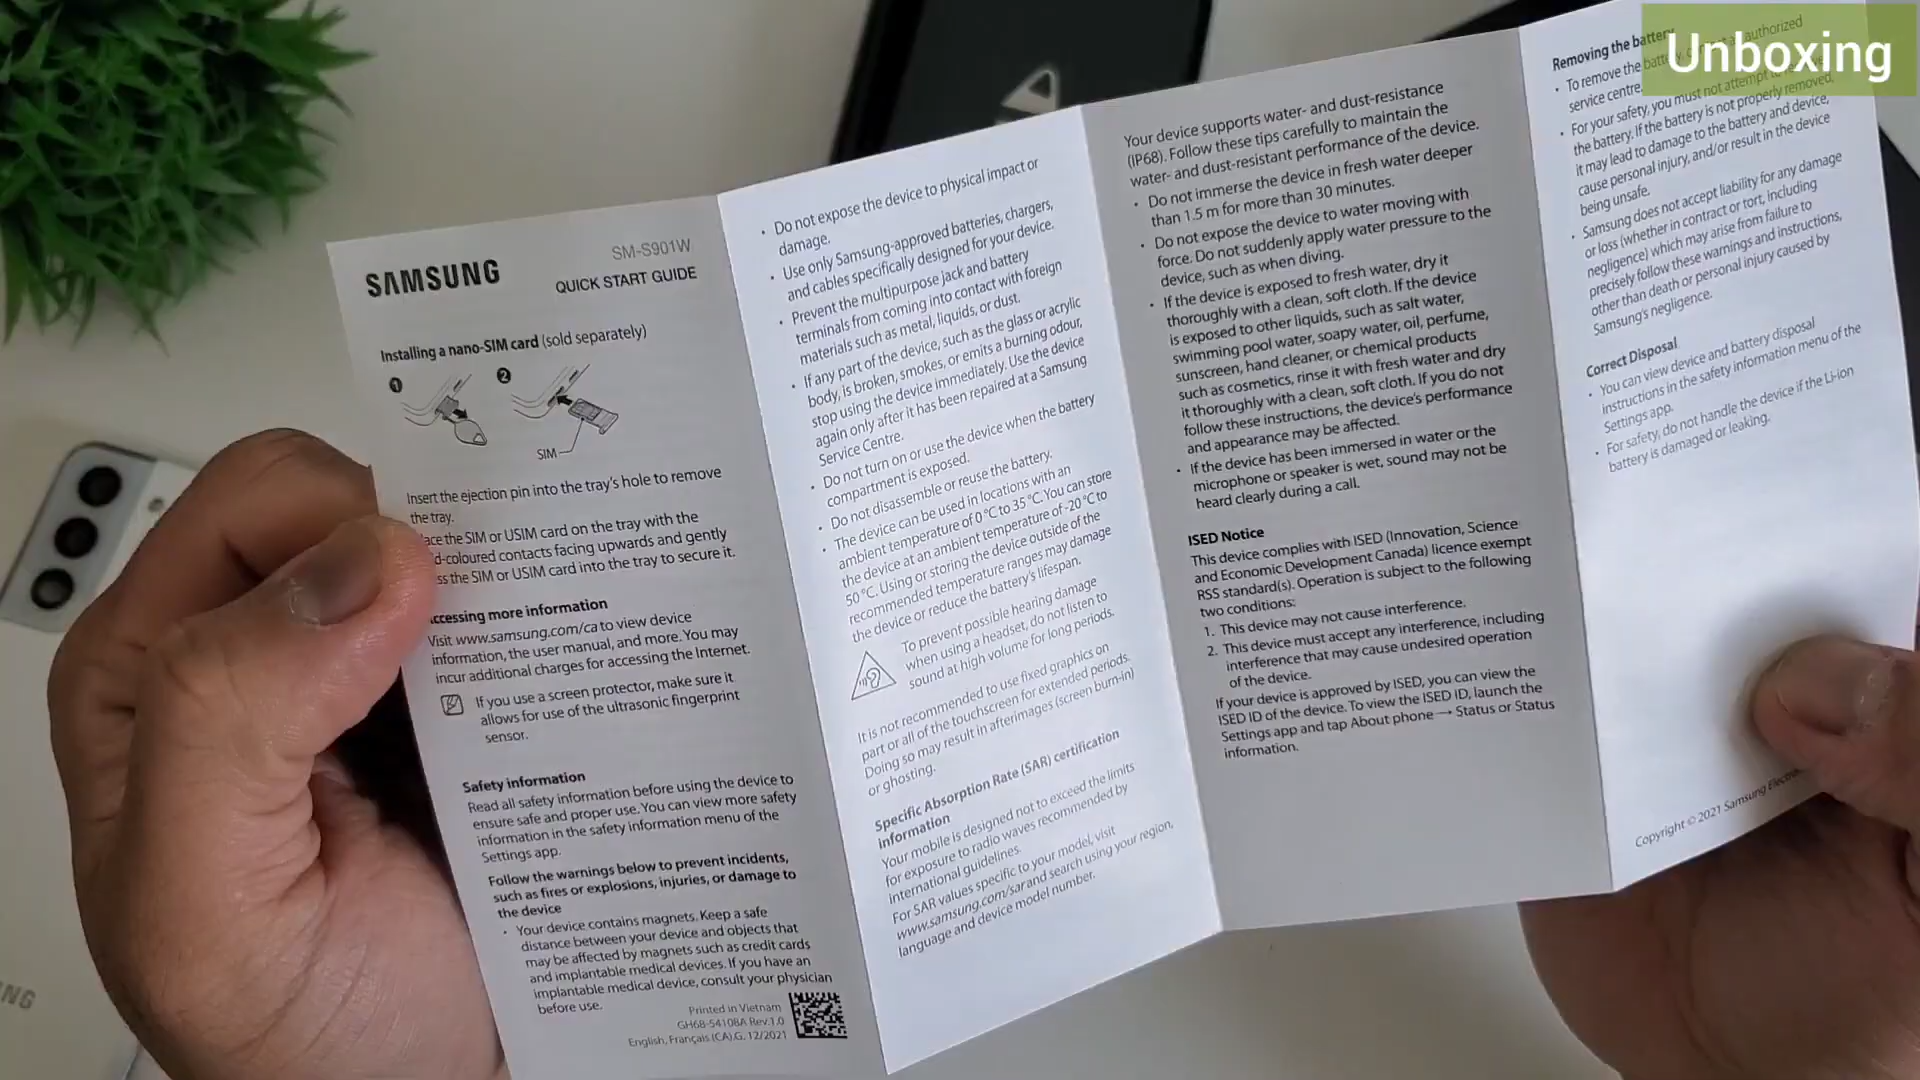 Unboxing
SAMSUNG
SM-S901W
QUICK START GUIDE
Installing a nano-SIM card (sold separately)
1
2
SIM
Insert the ejection pin into the tray's hole to remove
the tray.
the SIM or USIM card on the tray with the
coloured contacts facing upwards and gently
the SIM or USIM card into the tray to secure it.
more information
Visit www.samsung.com/ca to view device
information, the user manual, and more. You may
incur additional charges for accessing the Internet.
If you use a screen protector, make sure it
allows for use of the ultrasonic fingerprint
sensor.
Safety information
Read all safety information before using the device to
ensure safe and proper use. You can view more safety
information in the safety information menu of the
Settings app.
Follow the warnings below to prevent incidents,
such as fires or explosions, injuries, or damage to
the device
• Your device contains magnets. Keep a safe
distance between your device and objects that
may be affected by magnets such as credit cards
and implantable medical devices. If you have an
implantable medical device, consult your physician
before use.
Printed in Vietnam
GH68-54108A Rev.1.0
English, Français (CA).G. 12/2021
• Do not expose the device to physical impact or
damage.
• Use only Samsung-approved batteries, chargers,
and cables specifically designed for your device.
• Prevent the multipurpose jack and battery
terminals from coming into contact with foreign
materials such as metal, liquids, or dust.
• If any part of the device, such as the glass or acrylic
body, is broken, smokes, or emits a burning odour,
stop using the device immediately. Use the device
again only after it has been repaired at a Samsung
Service Centre.
• Do not turn on or use the device when the battery
compartment is exposed.
• Do not disassemble or reuse the battery.
• The device can be used in locations with an
ambient temperature of 0 °C to 35 °C. You can store
the device at an ambient temperature of -20 °C to
50 °C. Using or storing the device outside of the
recommended temperature ranges may damage
the device or reduce the battery's lifespan.
To prevent possible hearing damage
when using a headset, do not listen to
sound at high volume for long periods.
It is not recommended to use fixed graphics on
part or all of the touchscreen for extended periods.
Doing so may result in afterimages (screen burn-in)
or ghosting.
Specific Absorption Rate (SAR) certification
information
Your mobile is designed not to exceed the limits
for exposure to radio waves recommended by
international guidelines.
For SAR values specific to your model, visit
www.samsung.com/sar and search using your region,
language and device model number.
Your device supports water- and dust-resistance
(IP68). Follow these tips carefully to maintain the
water- and dust-resistant performance of the device.
• Do not immerse the device in fresh water deeper
than 1.5 m for more than 30 minutes.
• Do not expose the device to water moving with
force. Do not suddenly apply water pressure to the
device, such as when diving.
• If the device is exposed to fresh water, dry it
thoroughly with a clean, soft cloth. If the device
is exposed to other liquids, such as salt water,
swimming pool water, soapy water, oil, perfume,
sunscreen, hand cleaner, or chemical products
such as cosmetics, rinse it with fresh water and dry
it thoroughly with a clean, soft cloth. If you do not
follow these instructions, the device's performance
and appearance may be affected.
• If the device has been immersed in water or the
microphone or speaker is wet, sound may not be
heard clearly during a call.
ISED Notice
This device complies with ISED (Innovation, Science
and Economic Development Canada) licence exempt
RSS standard(s). Operation is subject to the following
two conditions:
1. This device may not cause interference.
2. This device must accept any interference, including
interference that may cause undesired operation
of the device.
If your device is approved by ISED, you can view the
ISED ID of the device. To view the ISED ID, launch the
Settings app and tap About phone → Status or Status
information.
Removing the battery
• To remove the authorized
service centre.
• For your safety, you must not attempt to
the battery. If the battery is not properly removed,
it may lead to damage to the battery and device,
cause personal injury, and/or result in the device
being unsafe.
• Samsung does not accept liability for any damage
or loss (whether in contract or tort, including
negligence) which may arise from failure to
precisely follow these warnings and instructions,
other than death or personal injury caused by
Samsung's negligence.
Correct Disposal
• You can view device and battery disposal
instructions in the safety information menu of the
Settings app.
• For safety, do not handle the device if the Li-ion
battery is damaged or leaking.
Copyright © 2021 Samsung